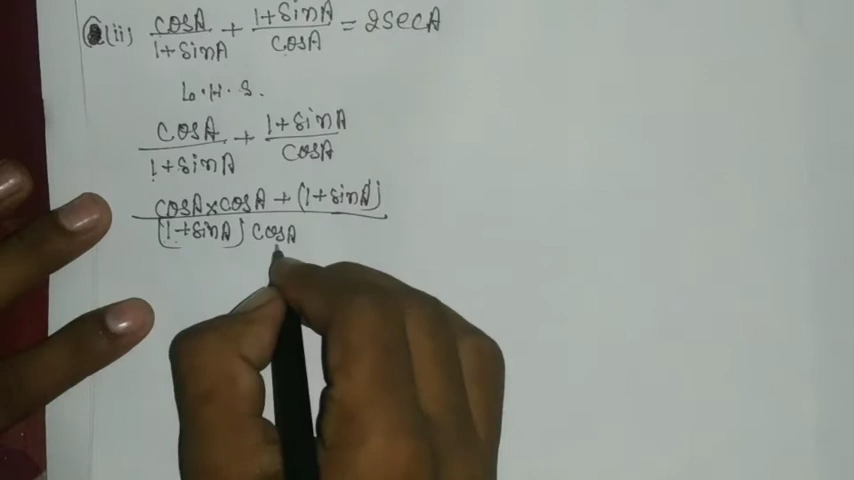 (ii) cosA/1+sinA + 1+sinA/cosA = 2secA
L.H.S.
cosA/1+sinA + 1+sinA/cosA
cosA×cosA + (1+sinA)/(1+sinA) cosA